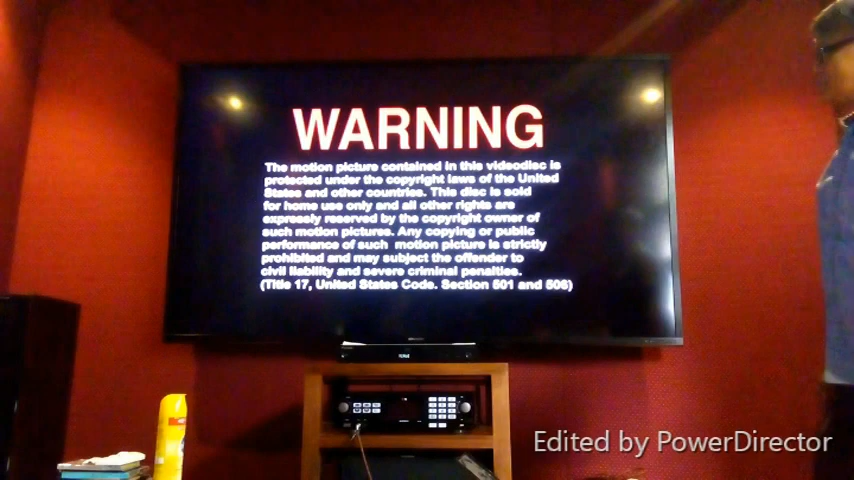 WARNING
The motion picture contained in this videodisc is
protected under the copyright laws of the United
States and other countries. This disc is sold
for home use only and all other rights are
expressly reserved by the copyright owner of
such motion pictures. Any copying or public
performance of such motion picture is strictly
prohibited and may subject the offender to
civil liability and severe criminal penalties.
(Title 17, United States Code. Section 501 and 506)
Edited by PowerDirector